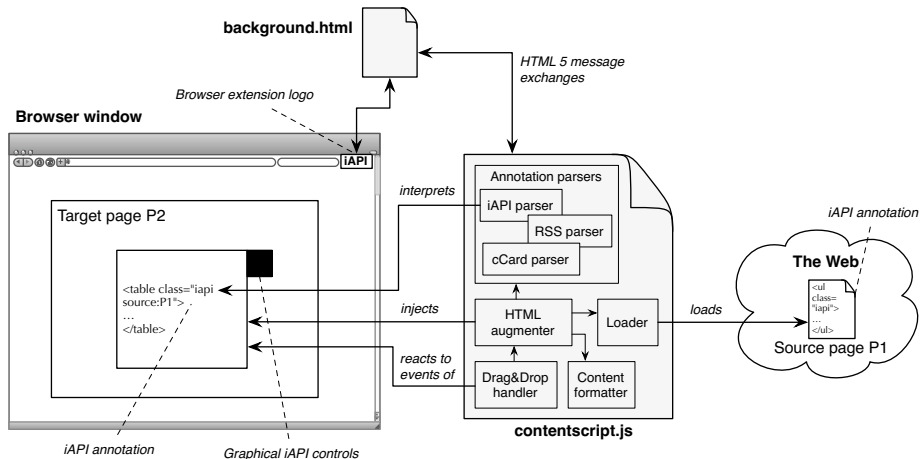 background.html
HTML 5 message
exchanges
Browser extension logo
Browser window
iAPI
Target page P2
<table class="iapi
source:P1">
...
</table>
iAPI annotation
Graphical iAPI controls
interprets
injects
reacts to
events of
Annotation parsers
iAPI parser
RSS parser
cCard parser
HTML
augmenter
Loader
Drag&Drop
handler
Content
formatter
contentscript.js
loads
iAPI annotation
The Web
<ul
class=
"iapi">
...
</ul>
Source page P1